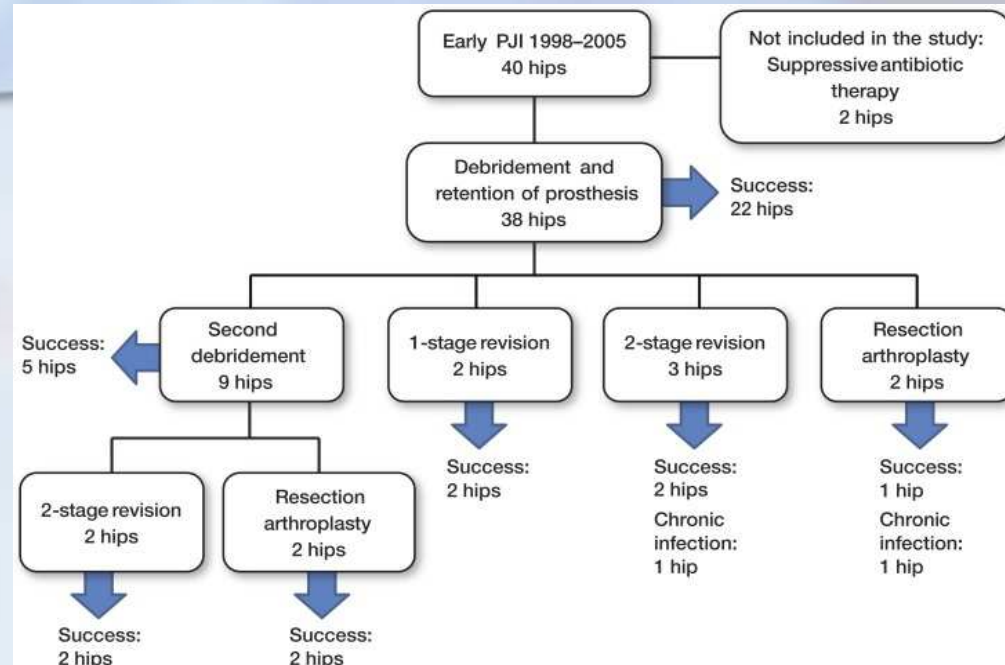 Early PJI 1998–2005
40 hips
Not included in the study:
Suppressive antibiotic
therapy
2 hips
Debridement and
retention of prosthesis
38 hips
Success:
22 hips
Success:
5 hips
Second
debridement
9 hips
1-stage revision
2 hips
2-stage revision
3 hips
Resection
arthroplasty
2 hips
2-stage revision
2 hips
Resection
arthroplasty
2 hips
Success:
2 hips
Success:
2 hips
Chronic
infection:
1 hip
Success:
1 hip
Chronic
infection:
1 hip
Success:
2 hips
Success:
2 hips